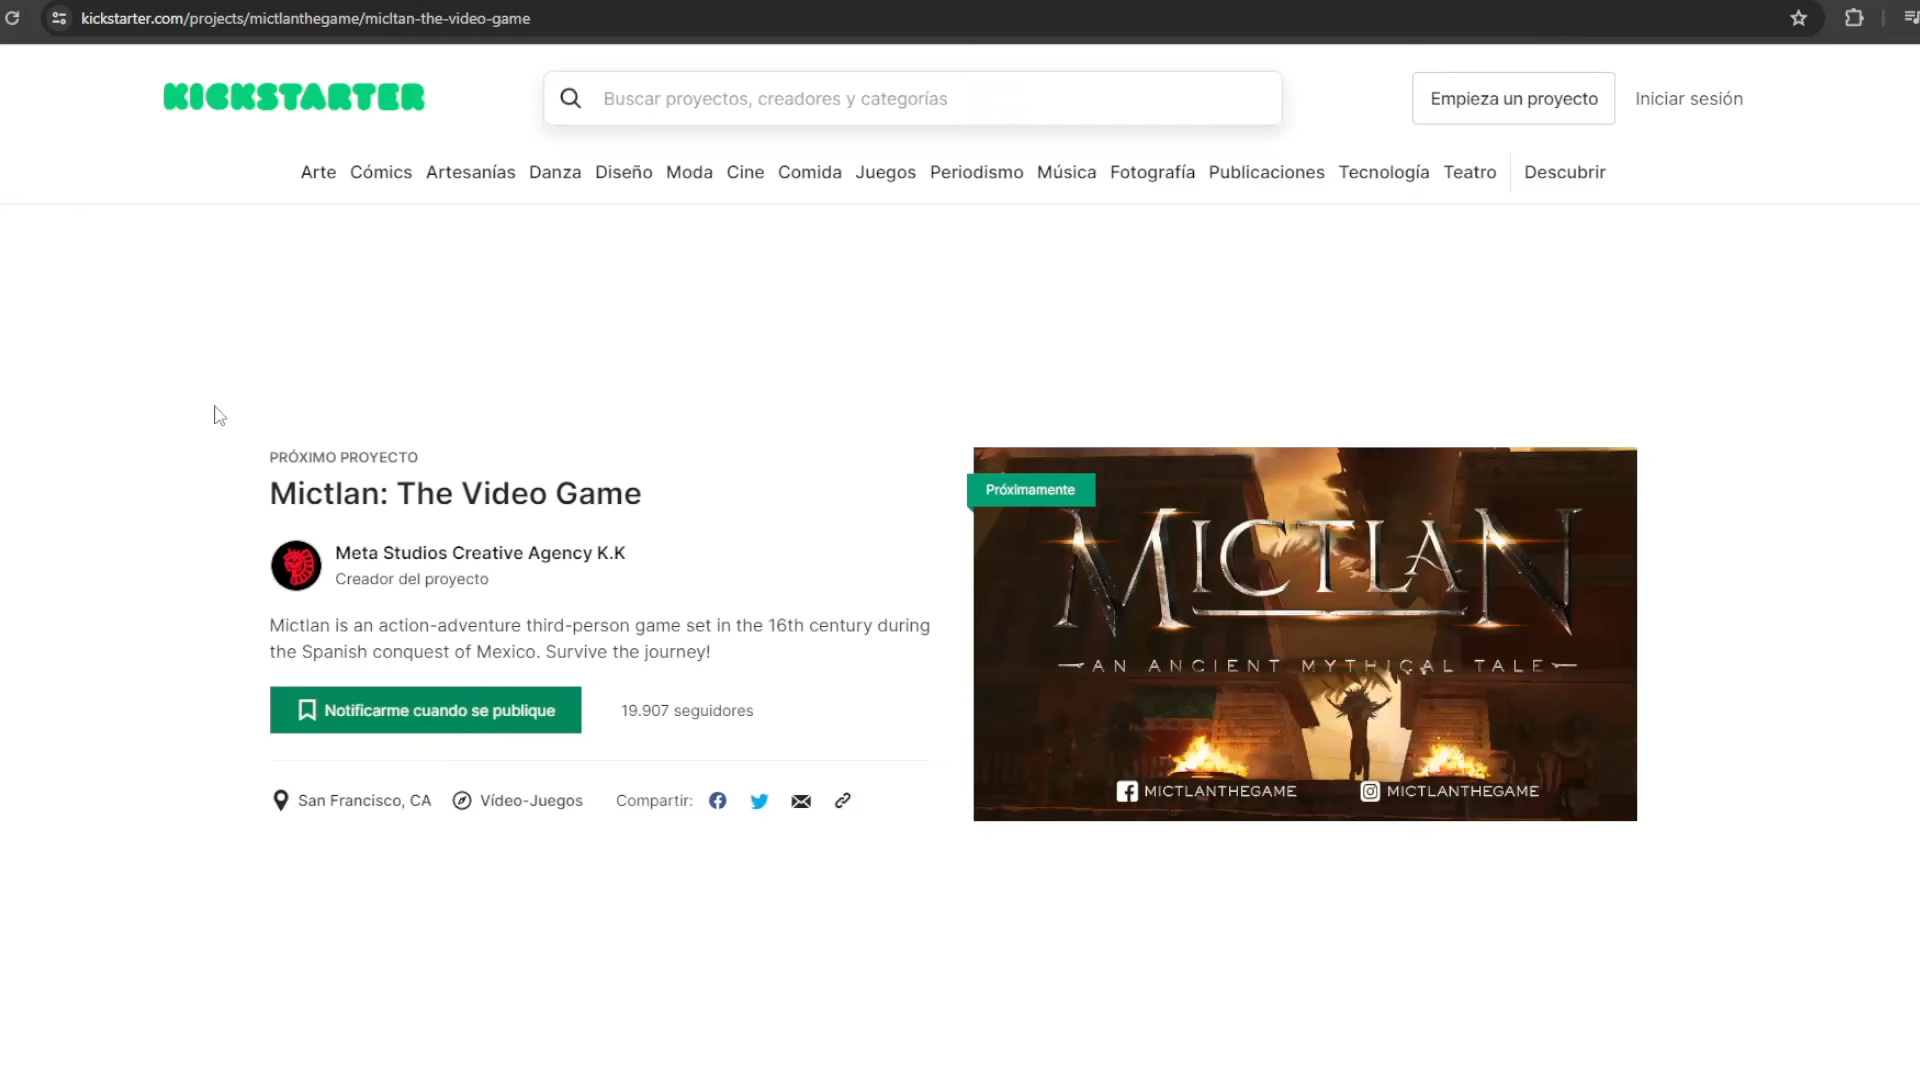 kickstarter.com/projects/mictlanthegame/micltan-the-video-game
KICKSTARTER
Buscar proyectos, creadores y categorías
Empieza un proyecto
Iniciar sesión
Arte Cómics Artesanías Danza Diseño Moda Cine Comida Juegos Periodismo Música Fotografía Publicaciones Tecnología Teatro Descubrir
PRÓXIMO PROYECTO
Mictlan: The Video Game
Meta Studios Creative Agency K.K
Creador del proyecto
Mictlan is an action-adventure third-person game set in the 16th century during
the Spanish conquest of Mexico. Survive the journey!
Notificarme cuando se publique
19.907 seguidores
San Francisco, CA
Vídeo-Juegos
Compartir:
Próximamente
MICTLAN
AN ANCIENT MYTHICAL TALE
MICTLANTHEGAME
MICTLANTHEGAME